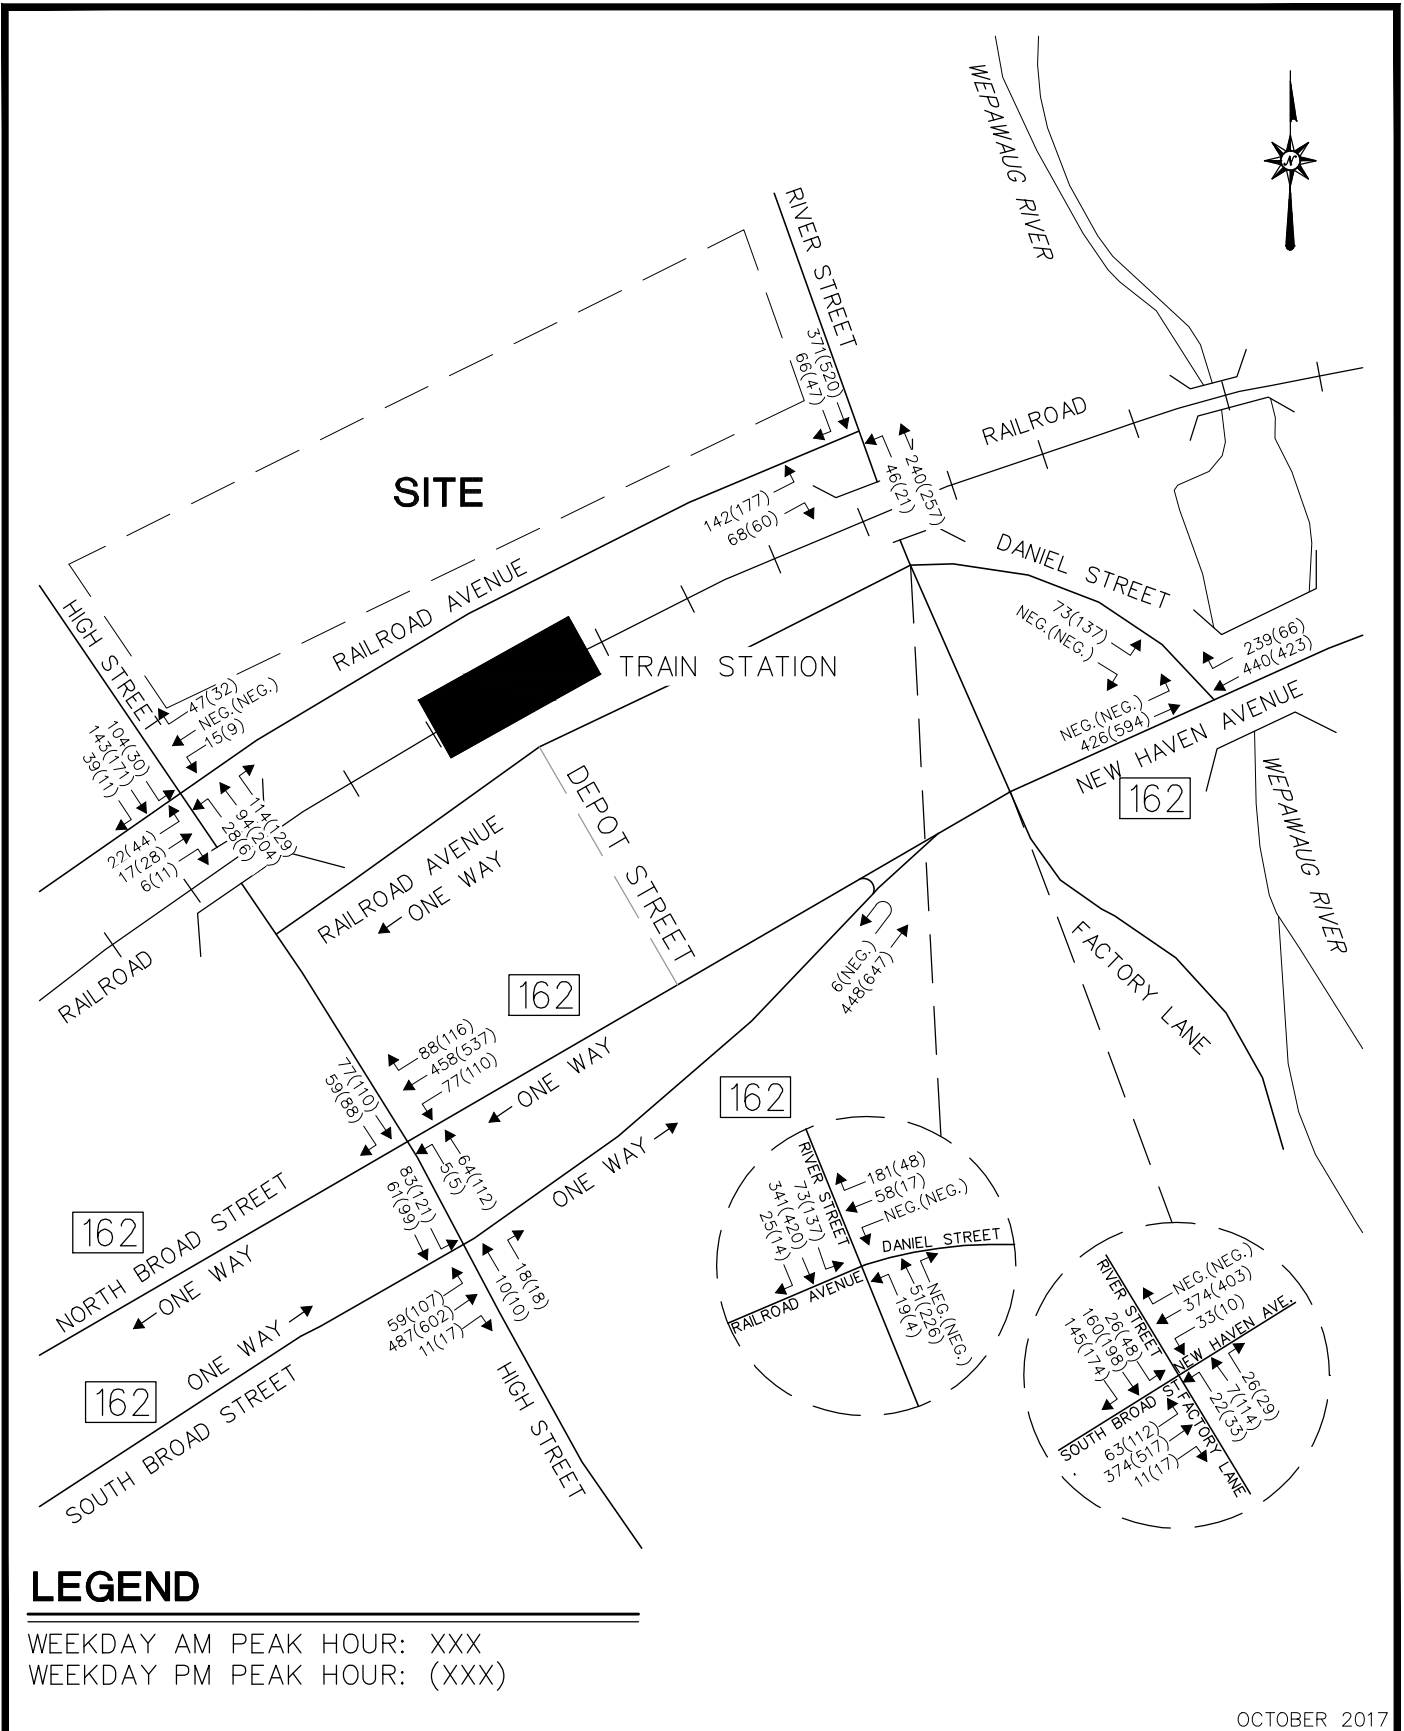 WEPAWAUG RIVER
N
RIVER STREET
371(520)
66(47)
RAILROAD
SITE
240(257)
46(21)
142(177)
68(60)
DANIEL STREET
RAILROAD AVENUE
HIGH STREET
73(137)
NEG.(NEG.)
239(66)
440(423)
TRAIN STATION
47(32)
NEG.(NEG.)
15(9)
NEG.(NEG.)
426(594)
NEW HAVEN AVENUE
162
104(30)
143(171)
39(11)
114(129)
94(204)
28(6)
22(44)
17(28)
6(11)
DEPOT STREET
WEPAWAUG RIVER
RAILROAD AVENUE
ONE WAY
RAILROAD
6(NEG.)
448(647)
FACTORY LANE
162
88(116)
458(537)
77(110)
77(110)
59(88)
ONE WAY
162
64(112)
5(5)
83(121)
61(99)
ONE WAY
NORTH BROAD STREET
162
ONE WAY
18(18)
10(10)
59(107)
487(602)
11(17)
ONE WAY
162
SOUTH BROAD STREET
HIGH STREET
RIVER STREET
181(48)
58(17)
NEG.(NEG.)
73(137)
341(420)
25(14)
DANIEL STREET
RAILROAD AVENUE
NEG.(NEG.)
51(226)
19(4)
RIVER STREET
NEG.(NEG.)
374(403)
33(10)
26(48)
160(198)
145(174)
NEW HAVEN AVE.
SOUTH BROAD ST.
26(29)
7(114)
22(33)
63(112)
374(517)
11(17)
FACTORY LANE
LEGEND
WEEKDAY AM PEAK HOUR: XXX
WEEKDAY PM PEAK HOUR: (XXX)
OCTOBER 2017